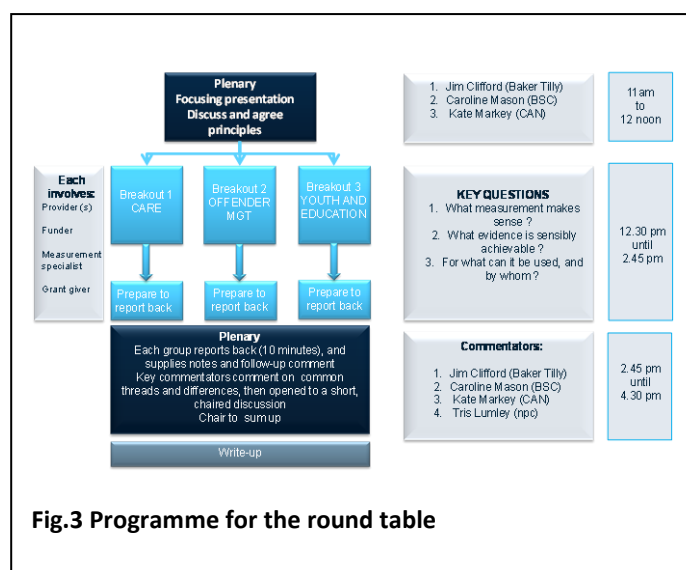 Plenary
Focusing presentation
Discuss and agree
principles
1. Jim Clifford (Baker Tilly)
2. Caroline Mason (BSC)
3. Kate Markey (CAN)
11am
to
12 noon
Each
involves:
Provider(s)
Funder
Measurement
specialist
Grant giver
Breakout 1
CARE
Breakout 2
OFFENDER
MGT
Breakout 3
YOUTH AND
EDUCATION
Prepare to
report back
Prepare to
report back
Prepare to
report back
KEY QUESTIONS
1. What measurement makes
sense ?
2. What evidence is sensibly
achievable ?
3. For what can it be used, and
by whom?
12.30 pm
until
2.45 pm
Plenary
Each group reports back (10 minutes), and
supplies notes and follow-up comment
Key commentators comment on common
threads and differences, then opened to a short,
chaired discussion
Chair to sum up
Commentators:
1. Jim Clifford (Baker Tilly)
2. Caroline Mason (BSC)
3. Kate Markey (CAN)
4. Tris Lumley (npc)
2.45 pm
until
4.30 pm
Write-up
Fig.3 Programme for the round table